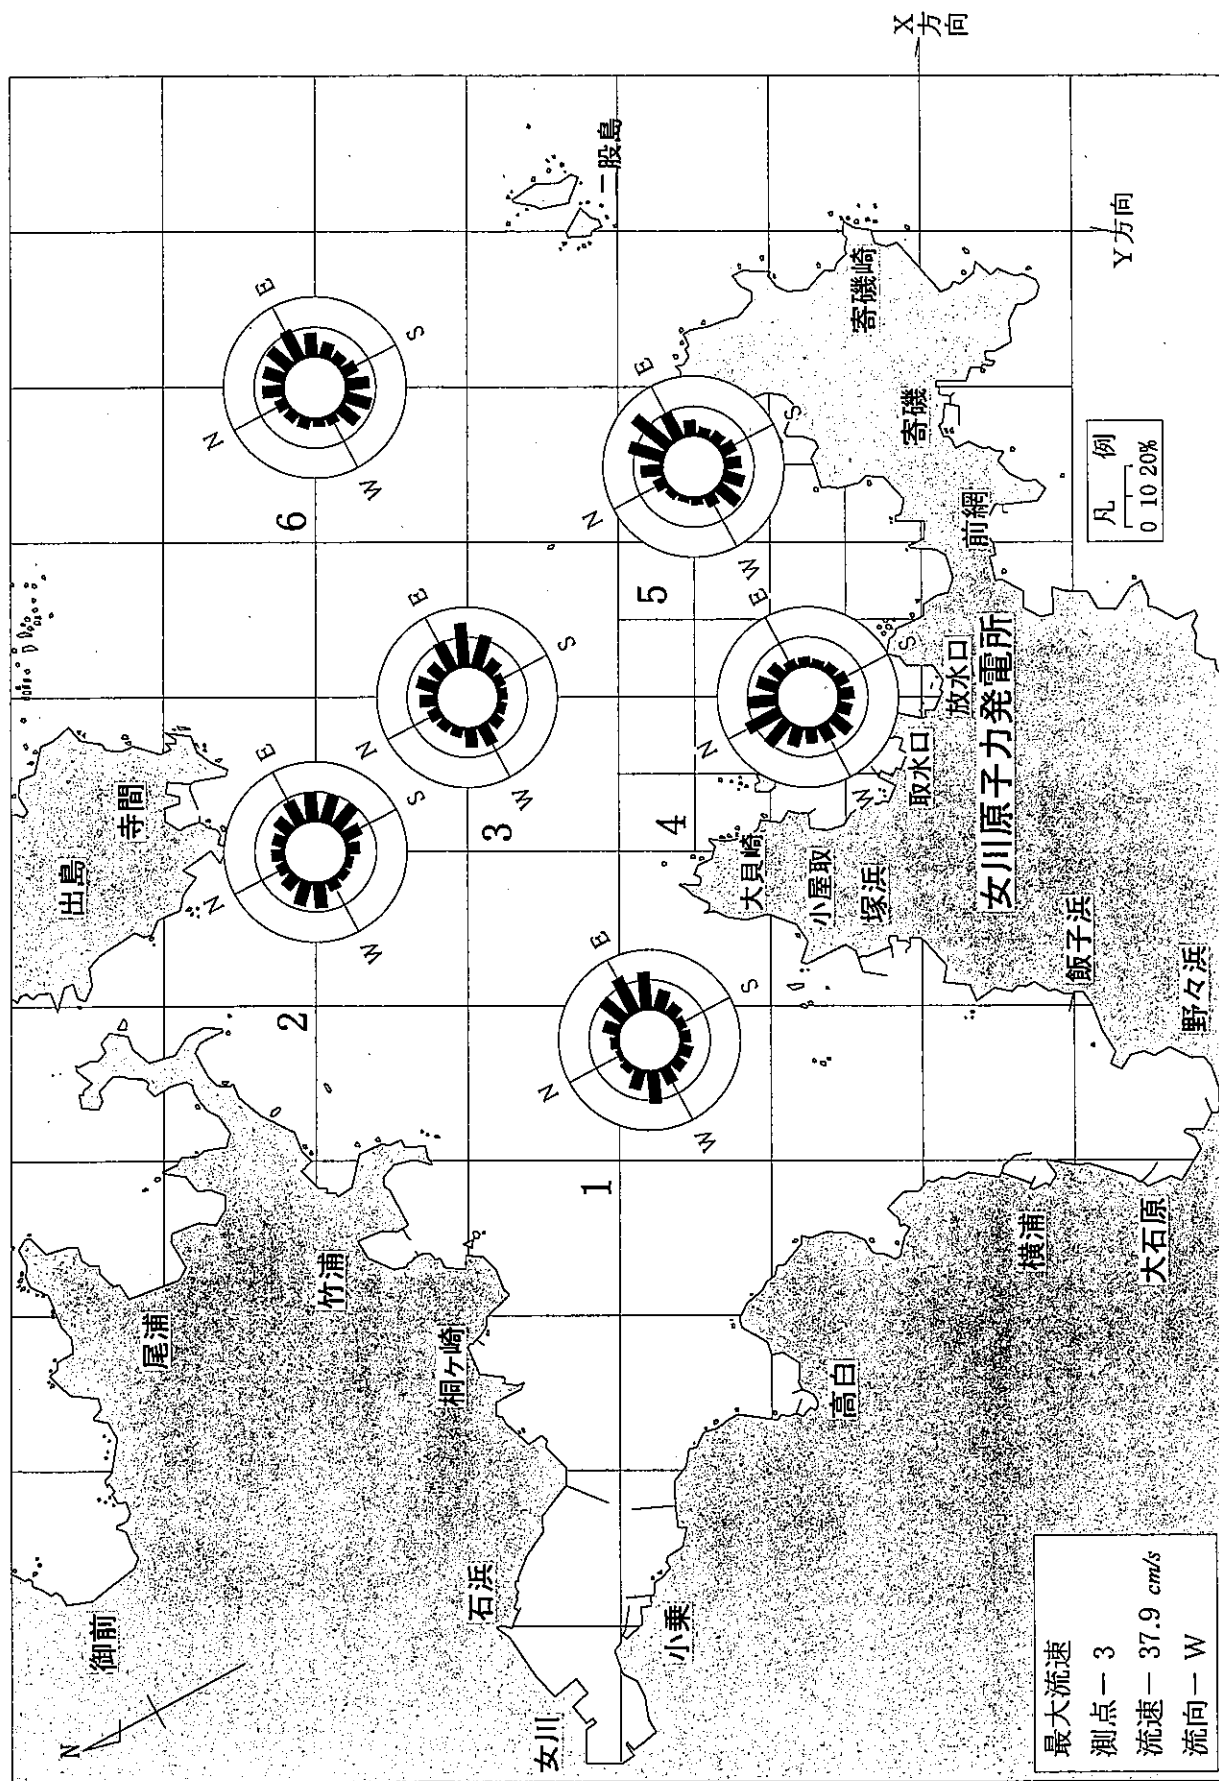 X方向
Y方向
二股島
寄磯崎
寄磯
前網
凡 例
0 10 20%
N
E
S
W
6
N
E
S
W
5
N
E
S
W
3
N
E
S
W
4
N
E
S
W
2
N
E
S
W
1
出島
寺間
放水口
取水口
女川原子力発電所
大貝崎
小屋取
塚浜
飯子浜
野々浜
尾浦
竹浦
桐ヶ崎
横浦
大石原
高白
御前
石浜
小乗
女川
N
最大流速
測点－3
流速－37.9 cm/s
流向－W